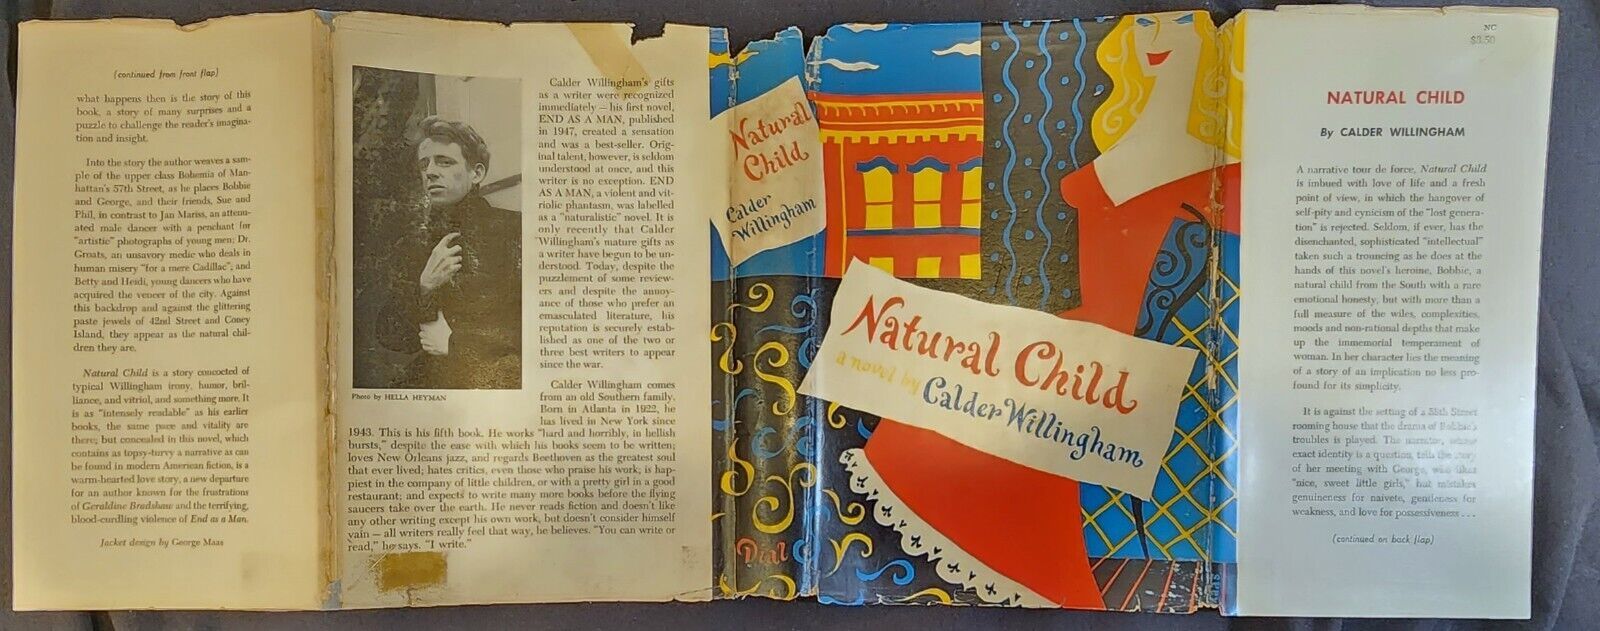 (continued from front flap)
what happens then is the story of this
book, a story of many surprises and a
puzzle to challenge the reader's imagina-
tion and insight.
Into the story the author weaves a sam-
ple of the upper class Bohemia of Man-
hattan's 57th Street, as he places Bobbie
and George, and their friends, Sue and
Phil, in contrast to Jan Mariss, an attenu-
ated male dancer with a penchant for
"artistic" photographs of young men; Dr.
Groats, an unsavory medic who deals in
human misery "for a mere Cadillac"; and
Betty and Heidi, young dancers who have
acquired the veneer of the city. Against
this backdrop and against the glittering
paste jewels of 42nd Street and Coney
Island, they appear as the natural chil-
dren they are.
Natural Child is a story concocted of
typical Willingham irony, humor, bril-
liance, and vitriol, and something more. It
is as "intensely readable" as his earlier
books, the same pace and vitality are
there; but concealed in this novel, which
contains as topsy-turvy a narrative as can
be found in modern American fiction, is a
warm-hearted love story, a new departure
for an author known for the frustrations
of Geraldine Bradshaw and the terrifying,
blood-curdling violence of End as a Man.
Jacket design by George Maas
Photo by HELLA HEYMAN
Calder Willingham's gifts
as a writer were recognized
immediately — his first novel,
END AS A MAN, published
in 1947, created a sensation
and was a best-seller. Orig-
inal talent, however, is seldom
understood at once, and this
writer is no exception. END
AS A MAN, a violent and vit-
riolic phantasm, was labelled
as a "naturalistic" novel. It is
only recently that Calder
Willingham's mature gifts as
a writer have begun to be un-
derstood. Today, despite the
puzzlement of some review-
ers and despite the annoy-
ance of those who prefer an
emasculated literature, his
reputation is securely estab-
lished as one of the two or
three best writers to appear
since the war.
Calder Willingham comes
from an old Southern family.
Born in Atlanta in 1922, he
has lived in New York since
1943. This is his fifth book. He works "hard and horribly, in hellish
bursts," despite the ease with which his books seem to be written;
loves New Orleans jazz, and regards Beethoven as the greatest soul
that ever lived; hates critics, even those who praise his work; is hap-
piest in the company of little children, or with a pretty girl in a good
restaurant; and expects to write many more books before the flying
saucers take over the earth. He never reads fiction and doesn't like
any other writing except his own work, but doesn't consider himself
vain — all writers really feel that way, he believes. "You can write or
read," he says. "I write."
Natural
Child
Calder
Willingham
Dial
Natural Child
a novel by
Calder Willingham
NC
$3.50
NATURAL CHILD
By CALDER WILLINGHAM
A narrative tour de force, Natural Child
is imbued with love of life and a fresh
point of view, in which the hangover of
self-pity and cynicism of the "lost genera-
tion" is rejected. Seldom, if ever, has the
disenchanted, sophisticated "intellectual"
taken such a trouncing as he does at the
hands of this novel's heroine, Bobbie, a
natural child from the South with a rare
emotional honesty, but with more than a
full measure of the wiles, complexities,
moods and non-rational depths that make
up the immemorial temperament of
woman. In her character lies the meaning
of a story of an implication no less pro-
found for its simplicity.
It is against the setting of a 55th Street
rooming house that the drama of Bobbie's
troubles is played. The narrator, whose
exact identity is a question, tells the story
of her meeting with George, who likes
"nice, sweet little girls," but mistakes
genuineness for naivete, gentleness for
weakness, and love for possessiveness . . .
(continued on back flap)